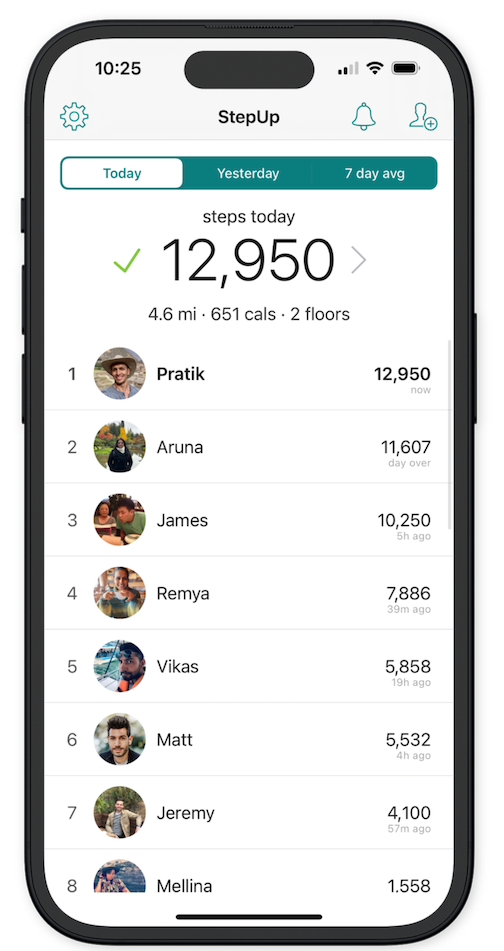 10:25
StepUp
Today Yesterday 7 day avg
steps today
12,950
4.6 mi · 651 cals · 2 floors
1 Pratik 12,950
now
2 Aruna 11,607
day over
3 James 10,250
5h ago
4 Remya 7,886
39m ago
5 Vikas 5,858
19h ago
6 Matt 5,532
4h ago
7 Jeremy 4,100
57m ago
8 Mellina 1,558